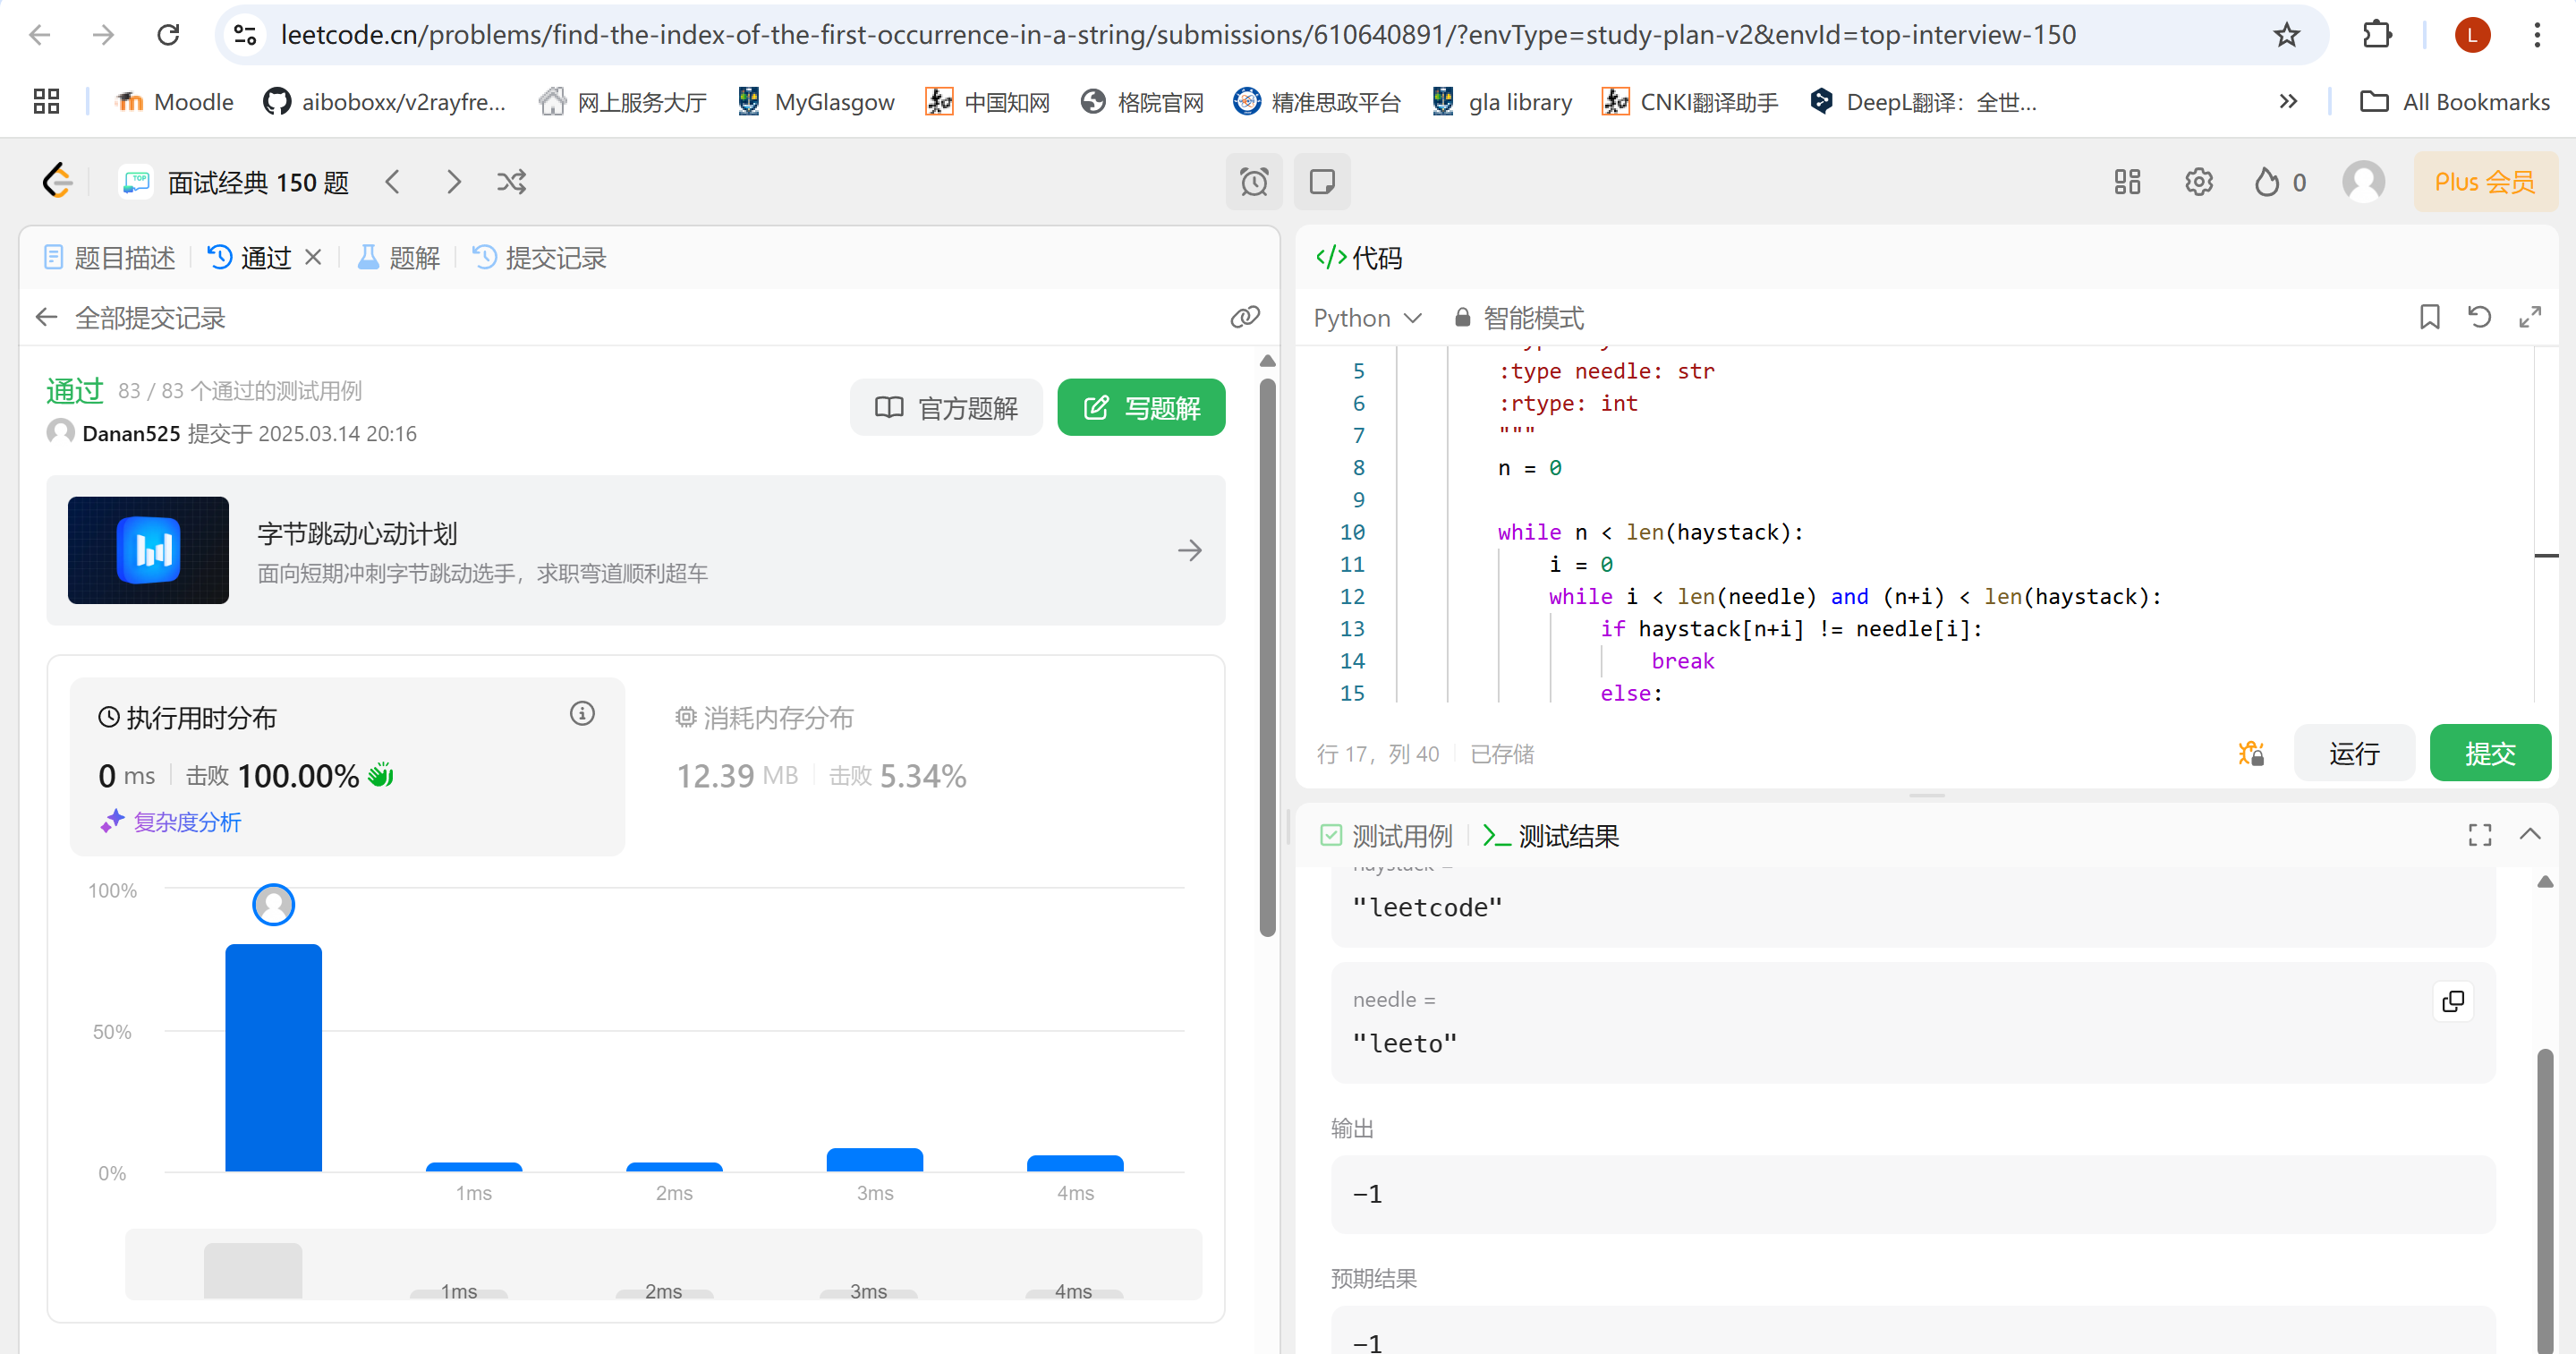 leetcode.cn/problems/find-the-index-of-the-first-occurrence-in-a-string/submissions/610640891/?envType=study-plan-v2&envId=top-interview-150
L
Moodle
aiboboxx/v2rayfre...
网上服务大厅
MyGlasgow
中国知网
格院官网
精准思政平台
gla library
CNKI翻译助手
DeepL翻译：全世...
All Bookmarks
TOP
面试经典 150 题
0
Plus 会员
题目描述
通过
题解
提交记录
全部提交记录
通过 83 / 83 个通过的测试用例
Danan525 提交于 2025.03.14 20:16
官方题解
写题解
字节跳动心动计划
面向短期冲刺字节跳动选手，求职弯道顺利超车
执行用时分布
0 ms 击败 100.00%
复杂度分析
消耗内存分布
12.39 MB 击败 5.34%
100%
50%
0%
1ms 2ms 3ms 4ms
1ms 2ms 3ms 4ms
</>代码
Python 智能模式
5 :type needle: str
6 :rtype: int
7 """
8 n = 0
9
10 while n < len(haystack):
11 i = 0
12 while i < len(needle) and (n+i) < len(haystack):
13 if haystack[n+i] != needle[i]:
14 break
15 else:
行 17，列 40 已存储
运行
提交
测试用例
测试结果
haystack =
"leetcode"
needle =
"leeto"
输出
-1
预期结果
-1